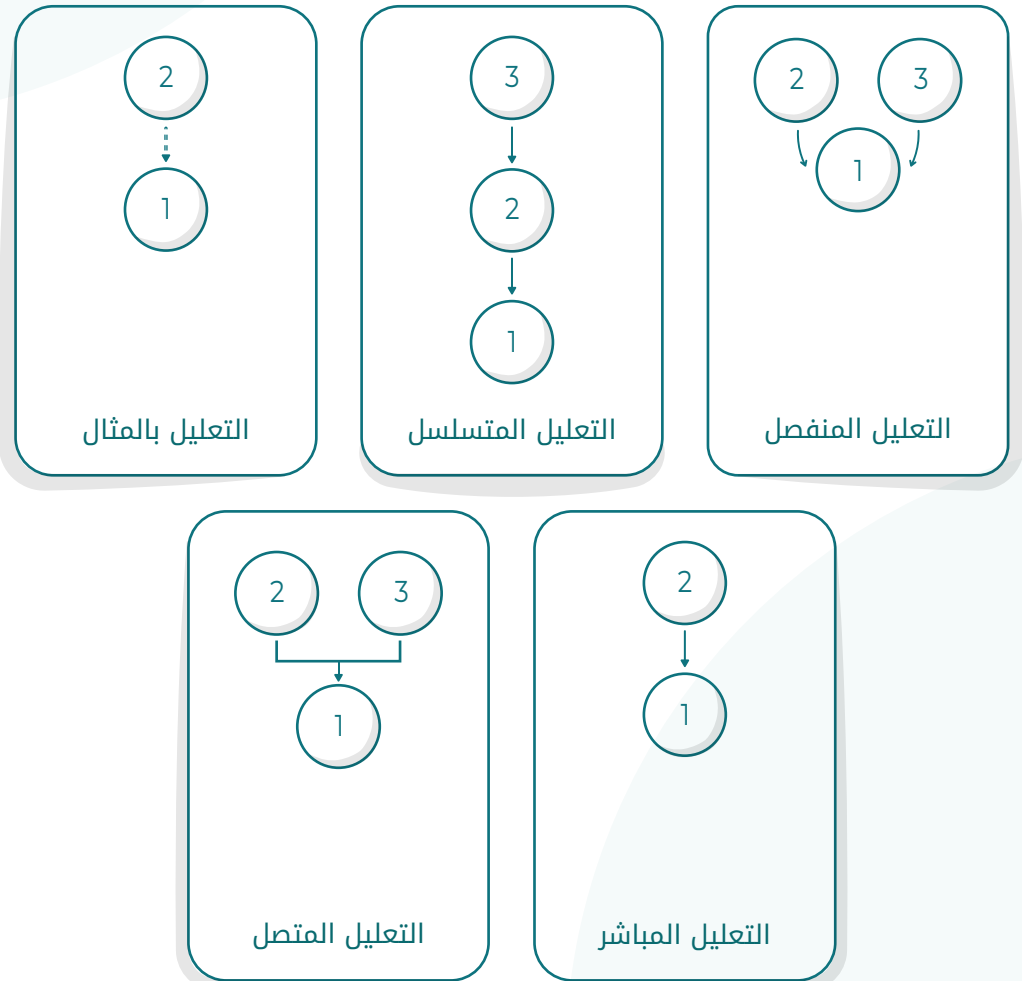 2
3
1
التعليل المنفصل
3
2
1
التعليل المتسلسل
2
1
التعليل بالمثال
2
1
التعليل المباشر
2
3
1
التعليل المتصل